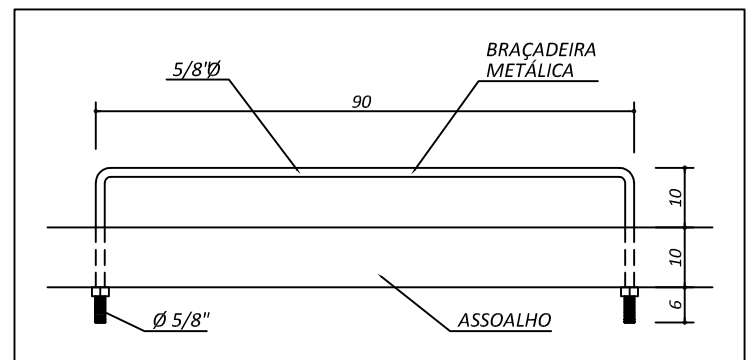 5/8"Ø
BRAÇADEIRA
METÁLICA
90
10
10
6
Ø 5/8"
ASSOALHO